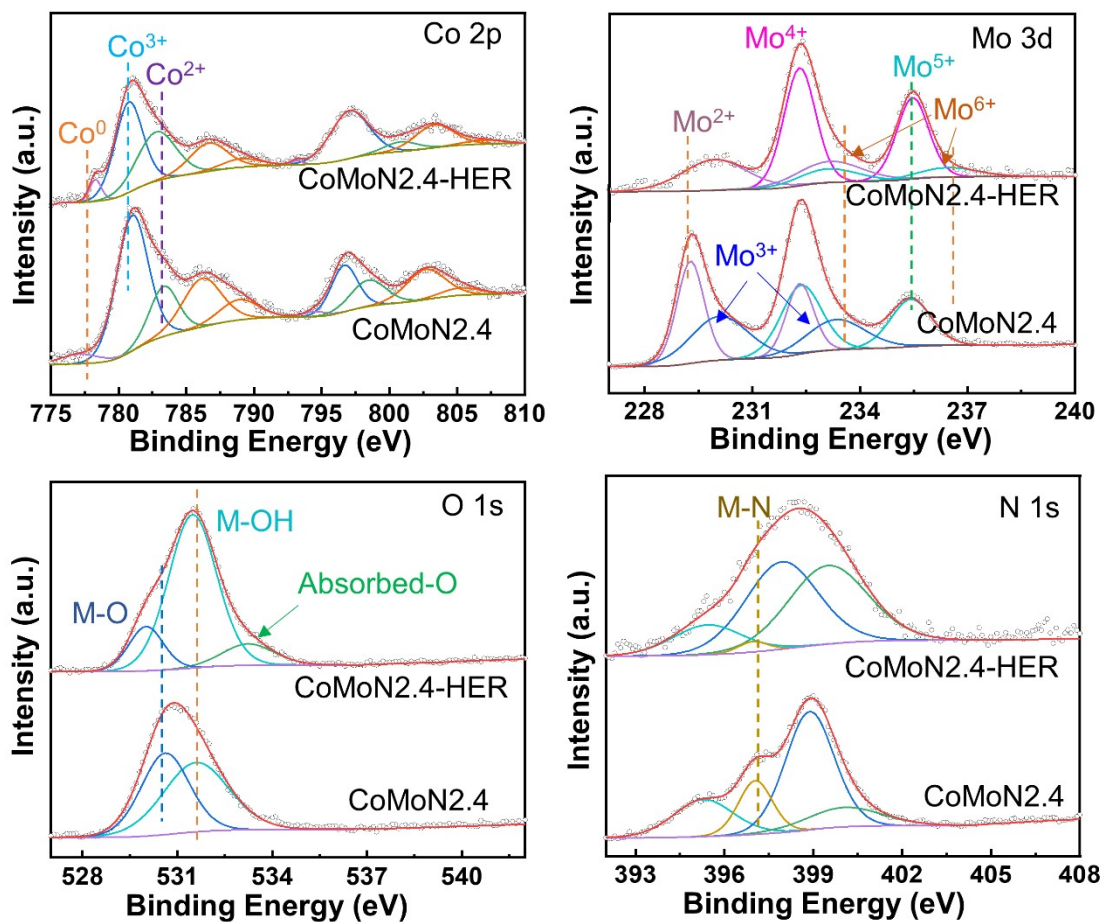 Co 2p
Co³⁺
Co²⁺
Co⁰
CoMoN2.4-HER
CoMoN2.4
Intensity (a.u.)
775 780 785 790 795 800 805 810
Binding Energy (eV)
Mo 3d
Mo⁴⁺
Mo⁵⁺
Mo²⁺
Mo⁶⁺
CoMoN2.4-HER
Mo³⁺
CoMoN2.4
Intensity (a.u.)
228 231 234 237 240
Binding Energy (eV)
O 1s
M-OH
Absorbed-O
M-O
CoMoN2.4-HER
CoMoN2.4
Intensity (a.u.)
528 531 534 537 540
Binding Energy (eV)
N 1s
M-N
CoMoN2.4-HER
CoMoN2.4
Intensity (a.u.)
393 396 399 402 405 408
Binding Energy (eV)